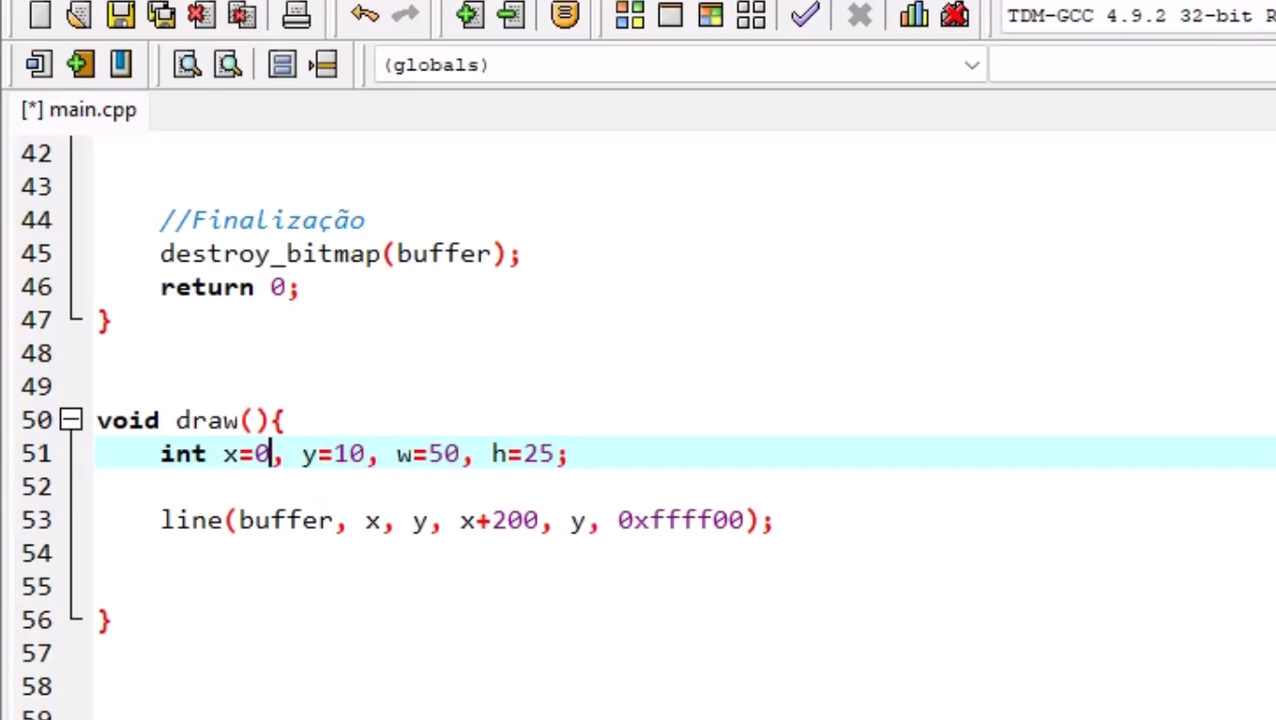 TDM-GCC 4.9.2 32-bit R
(globals)
[*] main.cpp
42
43
44 //Finalização
45 destroy_bitmap(buffer);
46 return 0;
47 }
48
49
50 void draw(){
51 int x=0, y=10, w=50, h=25;
52
53 line(buffer, x, y, x+200, y, 0xffff00);
54
55
56 }
57
58
59